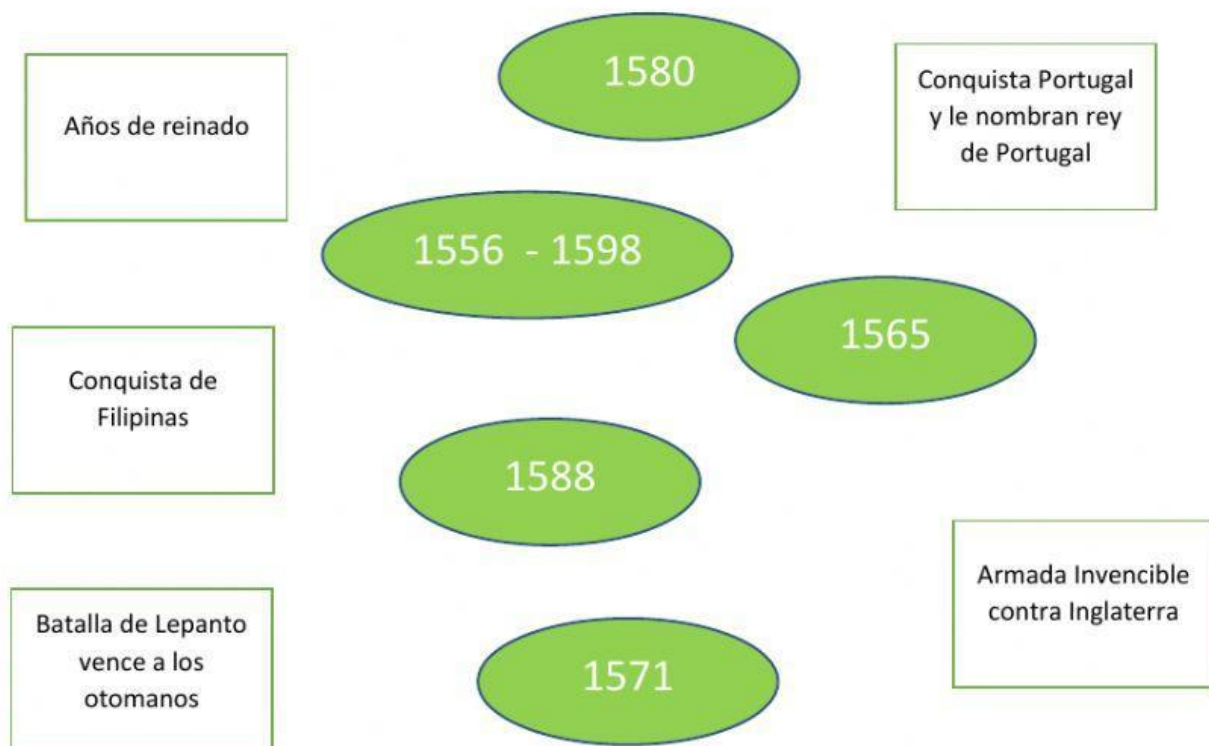 1580
Años de reinado
Conquista Portugal
y le nombran rey
de Portugal
1556 - 1598
1565
Conquista de
Filipinas
1588
Armada Invencible
contra Inglaterra
Batalla de Lepanto
vence a los
otomanos
1571